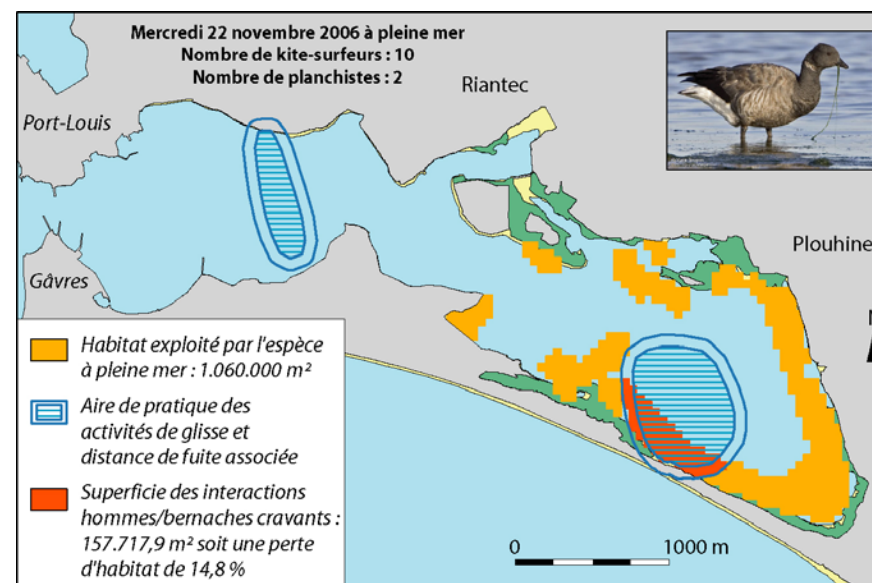 Mercredi 22 novembre 2006 à pleine mer
Nombre de kite-surfeurs : 10
Nombre de planchistes : 2
Riantec
Port-Louis
Plouhine
Gâvres
Habitat exploité par l'espèce
à pleine mer : 1.060.000 m²
Aire de pratique des
activités de glisse et
distance de fuite associée
Superficie des interactions
hommes/bernaches cravants :
157.717,9 m² soit une perte
d'habitat de 14,8 %
0 1000 m